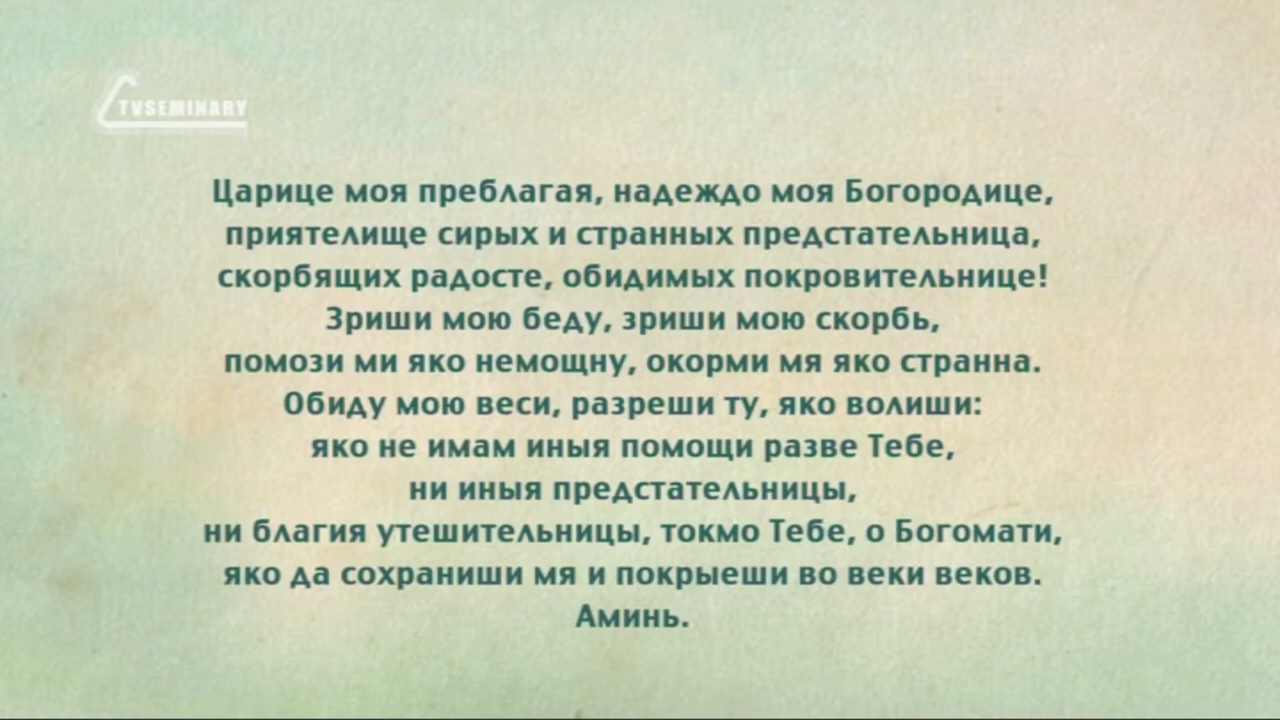 TVSEMINARY
Царице моя преблагая, надеждо моя Богородице,
приятелище сирых и странных предстательница,
скорбящих радосте, обидимых покровительнице!
Зриши мою беду, зриши мою скорбь,
помози ми яко немощну, окорми мя яко странна.
Обиду мою веси, разреши ту, яко волиши:
яко не имам иныя помощи разве Тебе,
ни иныя предстательницы,
ни благия утешительницы, токмо Тебе, о Богомати,
яко да сохраниши мя и покрыеши во веки веков.
Аминь.